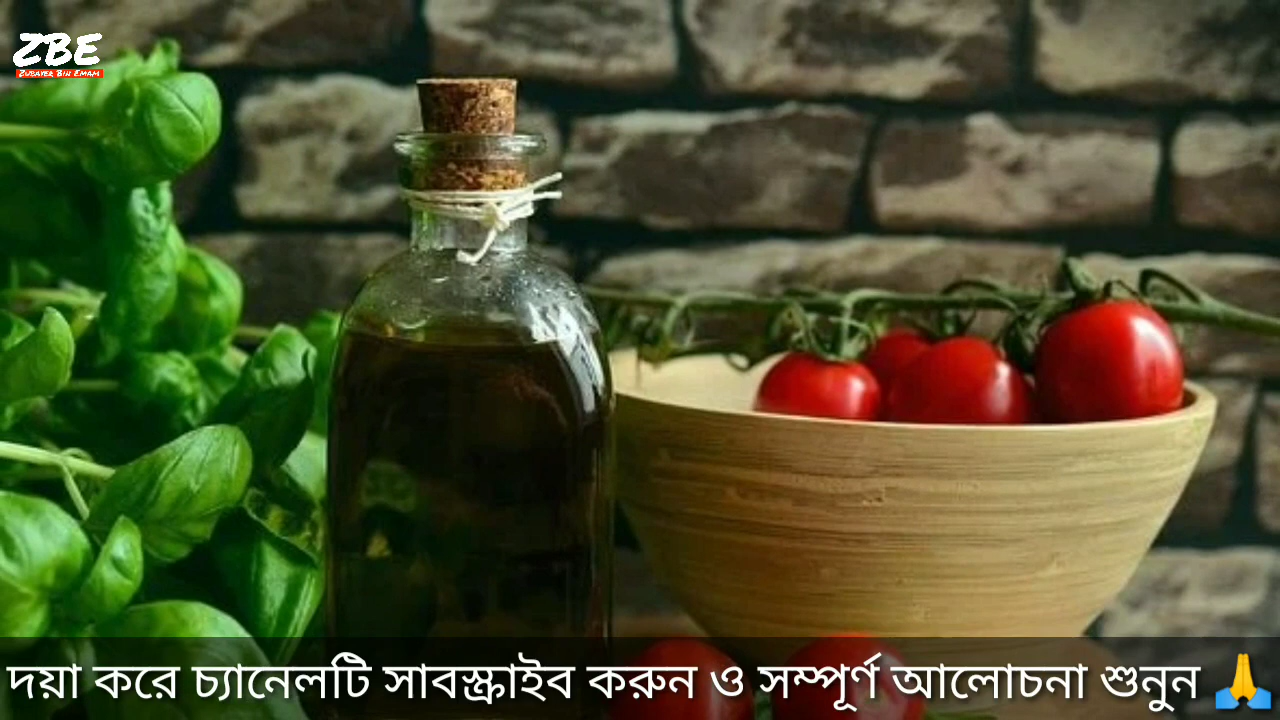 ZBE
Zubayer Bin Emam
দয়া করে চ্যানেলটি সাবস্ক্রাইব করুন ও সম্পূর্ণ আলোচনা শুনুন 🙏